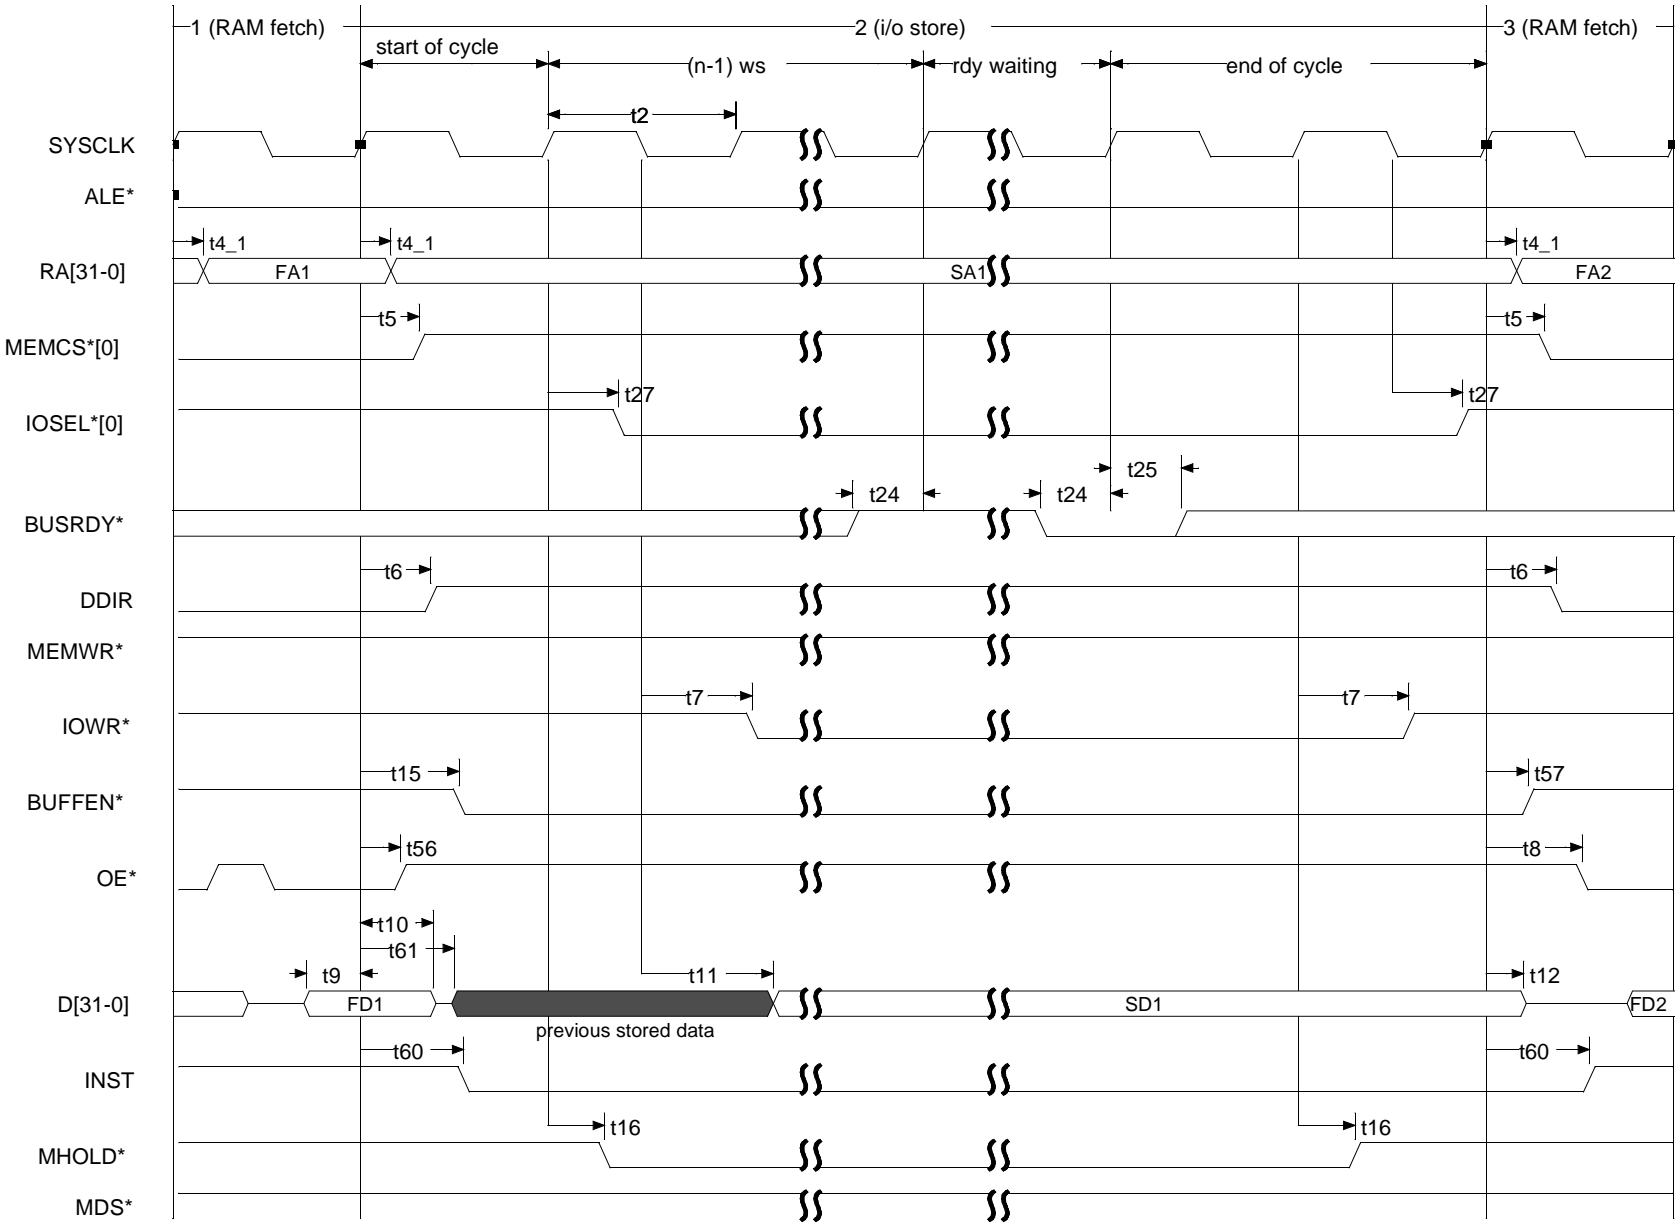 1 (RAM fetch) 2 (i/o store) 3 (RAM fetch)
start of cycle (n-1) ws rdy waiting end of cycle
t2
SYSCLK
ALE*
t4_1 t4_1 t4_1
RA[31-0] FA1 SA1 FA2
t5 t5
MEMCS*[0]
t27 t27
IOSEL*[0]
t25
t24 t24
BUSRDY*
t6 t6
DDIR
MEMWR*
t7 t7
IOWR*
t15 t57
BUFFEN*
t56 t8
OE*
t10
t61
t9 t11 t12
D[31-0] FD1 SD1 FD2
previous stored data
t60 t60
INST
t16 t16
MHOLD*
MDS*